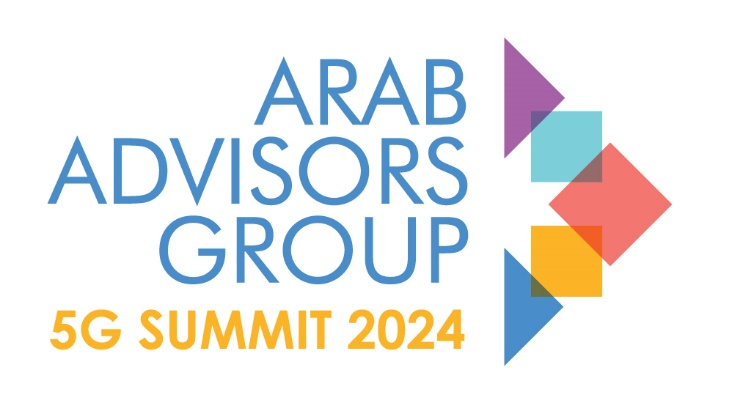 ARAB
ADVISORS
GROUP
5G SUMMIT 2024